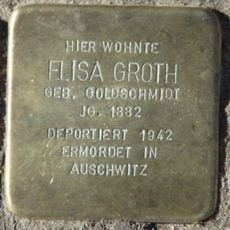 HIER WOHNTE
ELISA GROTH
GEB. GOLDSCHMIDT
JG. 1882
DEPORTIERT 1942
ERMORDET IN
AUSCHWITZ